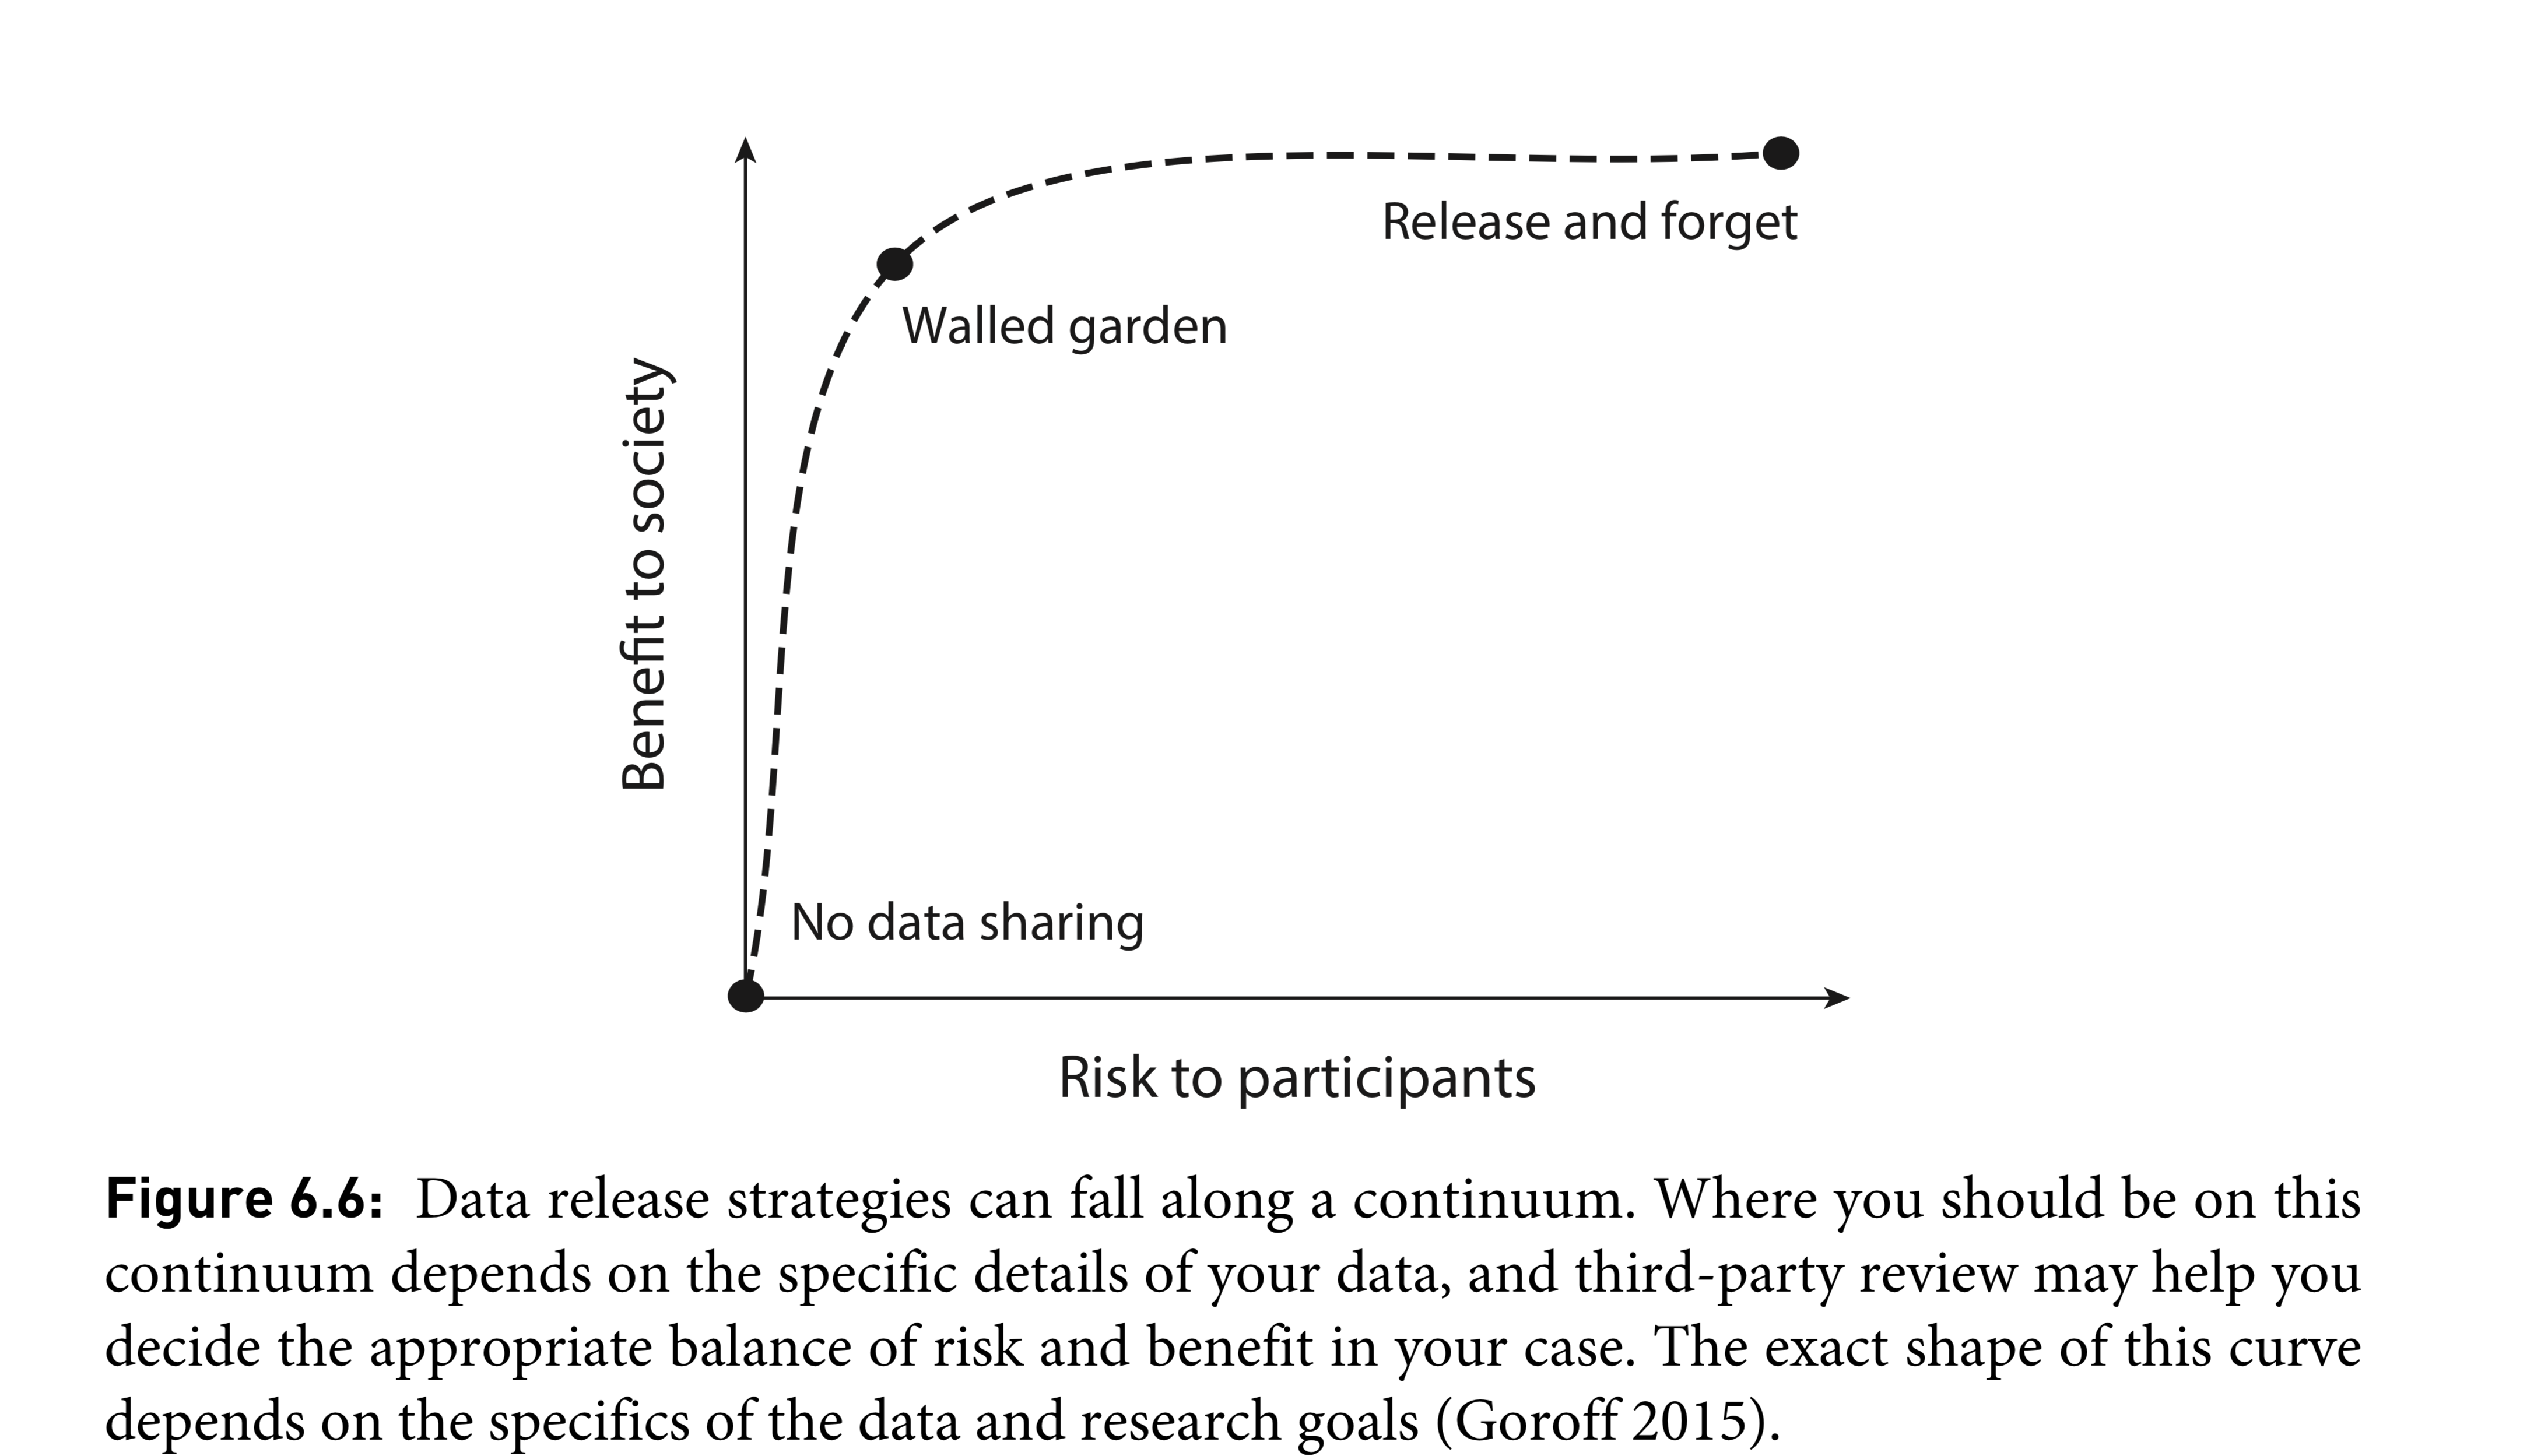 Release and forget
Walled garden
Benefit to society
No data sharing
Risk to participants
Figure 6.6: Data release strategies can fall along a continuum. Where you should be on this
continuum depends on the specific details of your data, and third-party review may help you
decide the appropriate balance of risk and benefit in your case. The exact shape of this curve
depends on the specifics of the data and research goals (Goroff 2015).